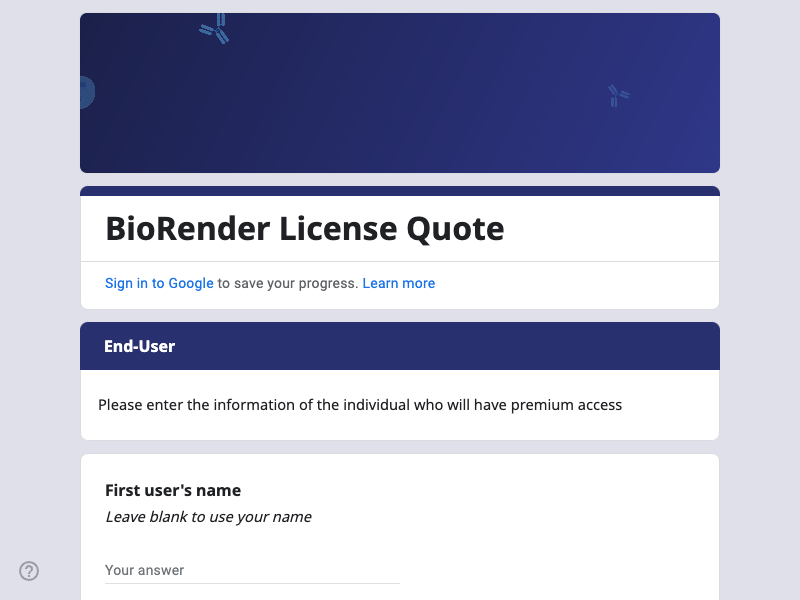 BioRender License Quote
Sign in to Google to save your progress. Learn more
End-User
Please enter the information of the individual who will have premium access
First user's name
Leave blank to use your name
Your answer